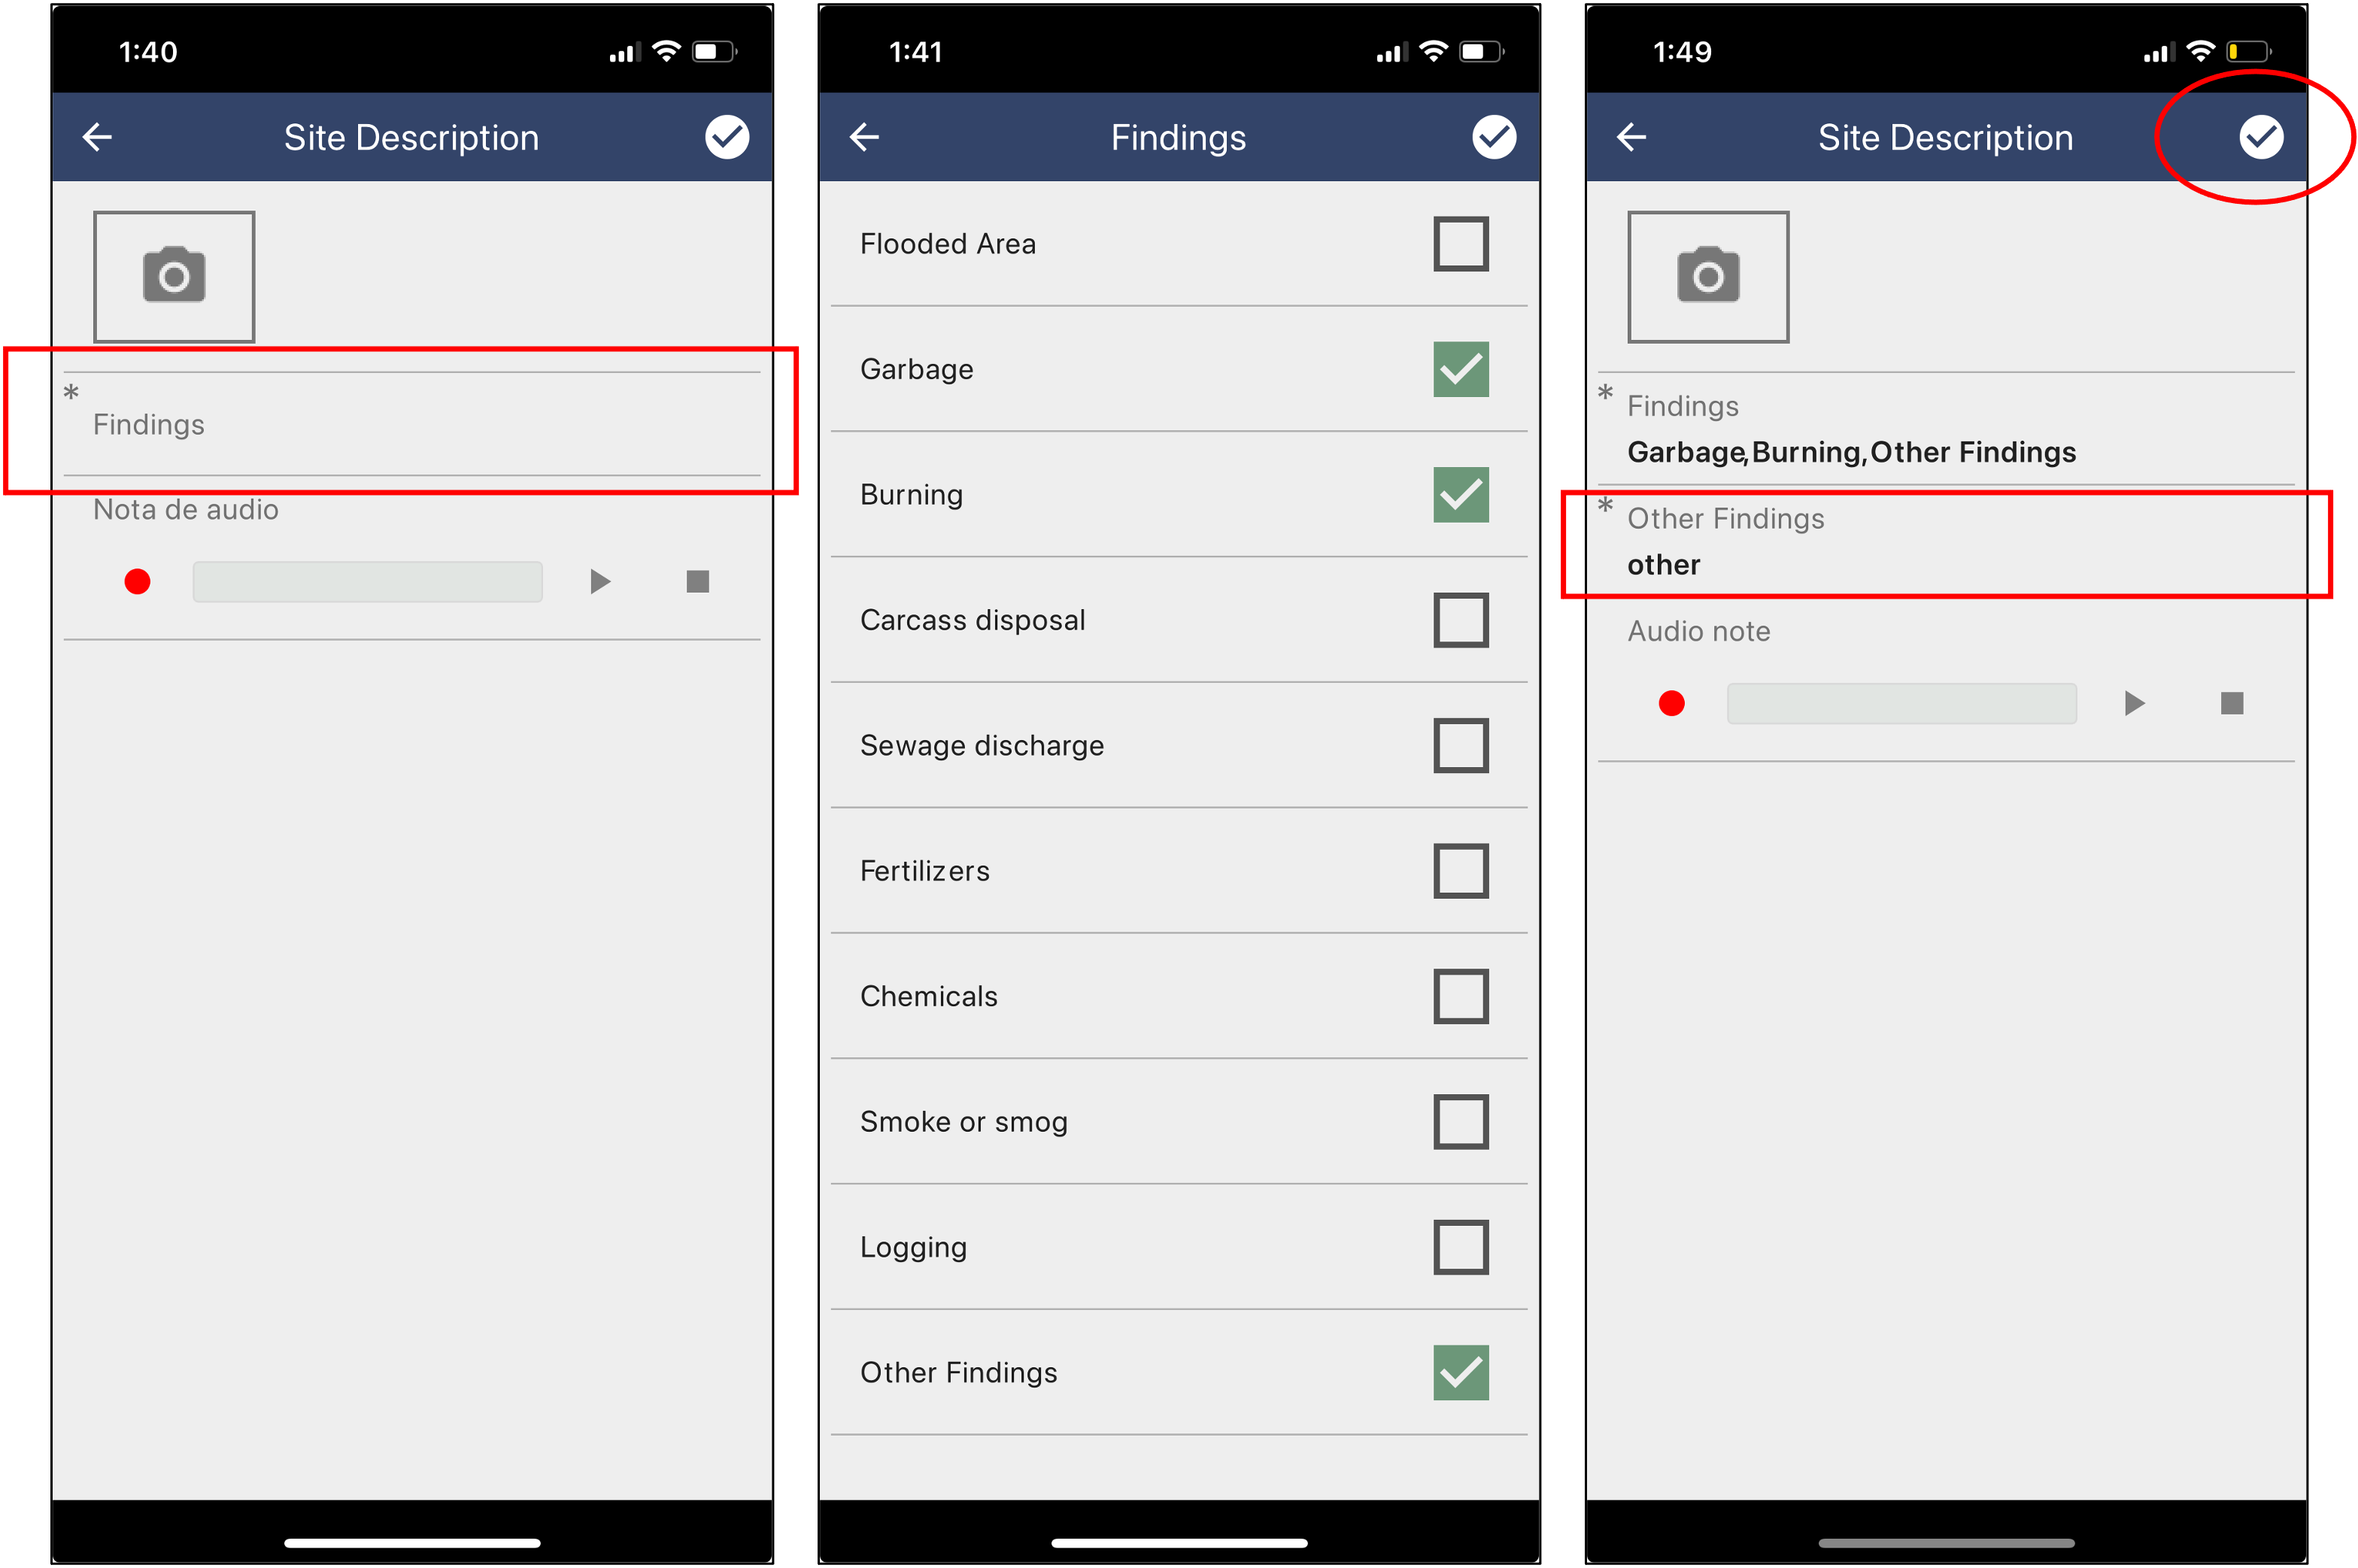 1:40
Site Description
*
Findings
Nota de audio
1:41
Findings
Flooded Area
Garbage
Burning
Carcass disposal
Sewage discharge
Fertilizers
Chemicals
Smoke or smog
Logging
Other Findings
1:49
Site Description
*
Findings
Garbage,Burning,Other Findings
*
Other Findings
other
Audio note